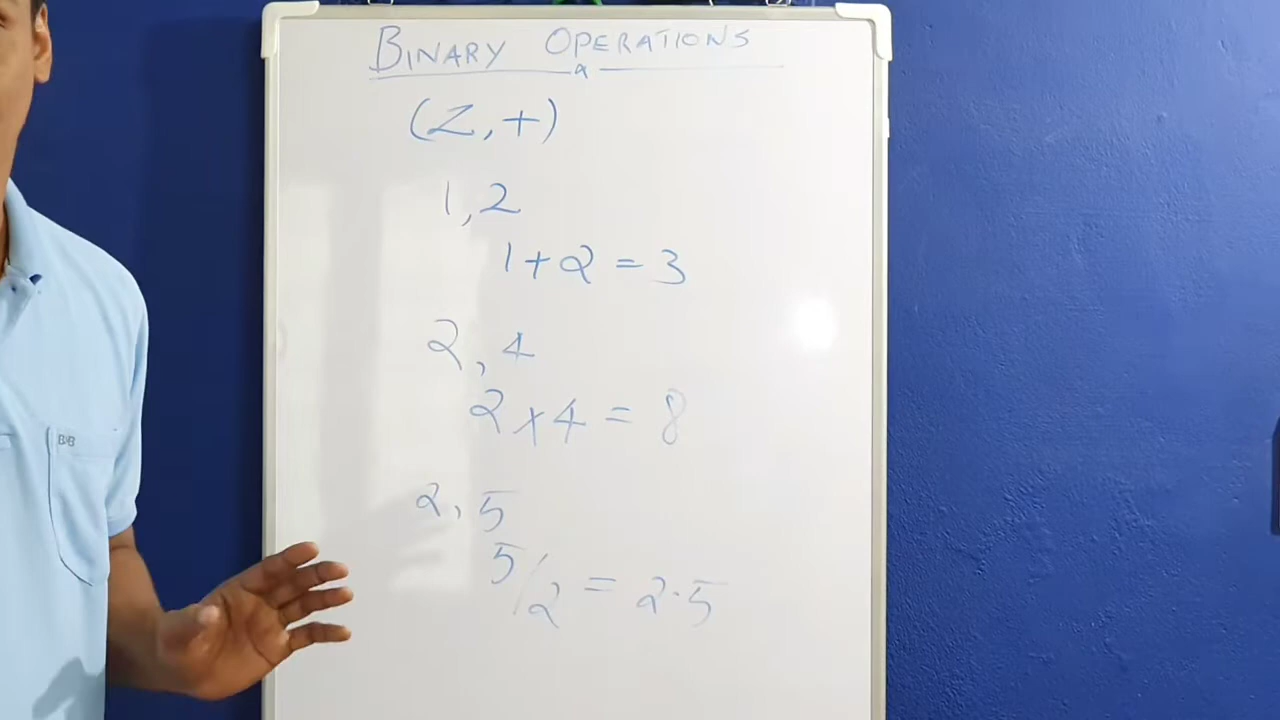 BINARY OPERATIONS
(Z, +)
1, 2
1 + 2 = 3
2, 4
2 x 4 = 8
2, 5
5/2 = 2.5